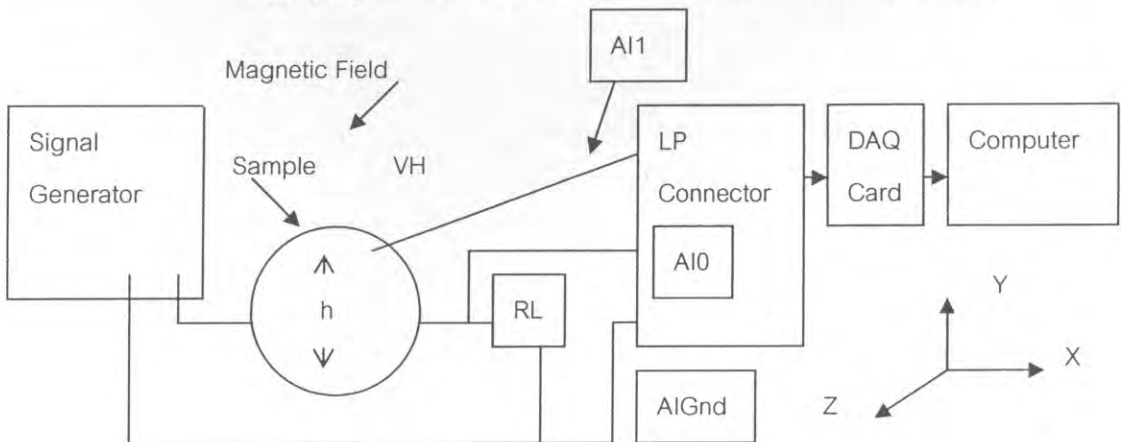 AI1
Magnetic Field
Signal
Generator
Sample
VH
LP
Connector
AI0
DAQ
Card
Computer
h
RL
AIGnd
Y
X
Z